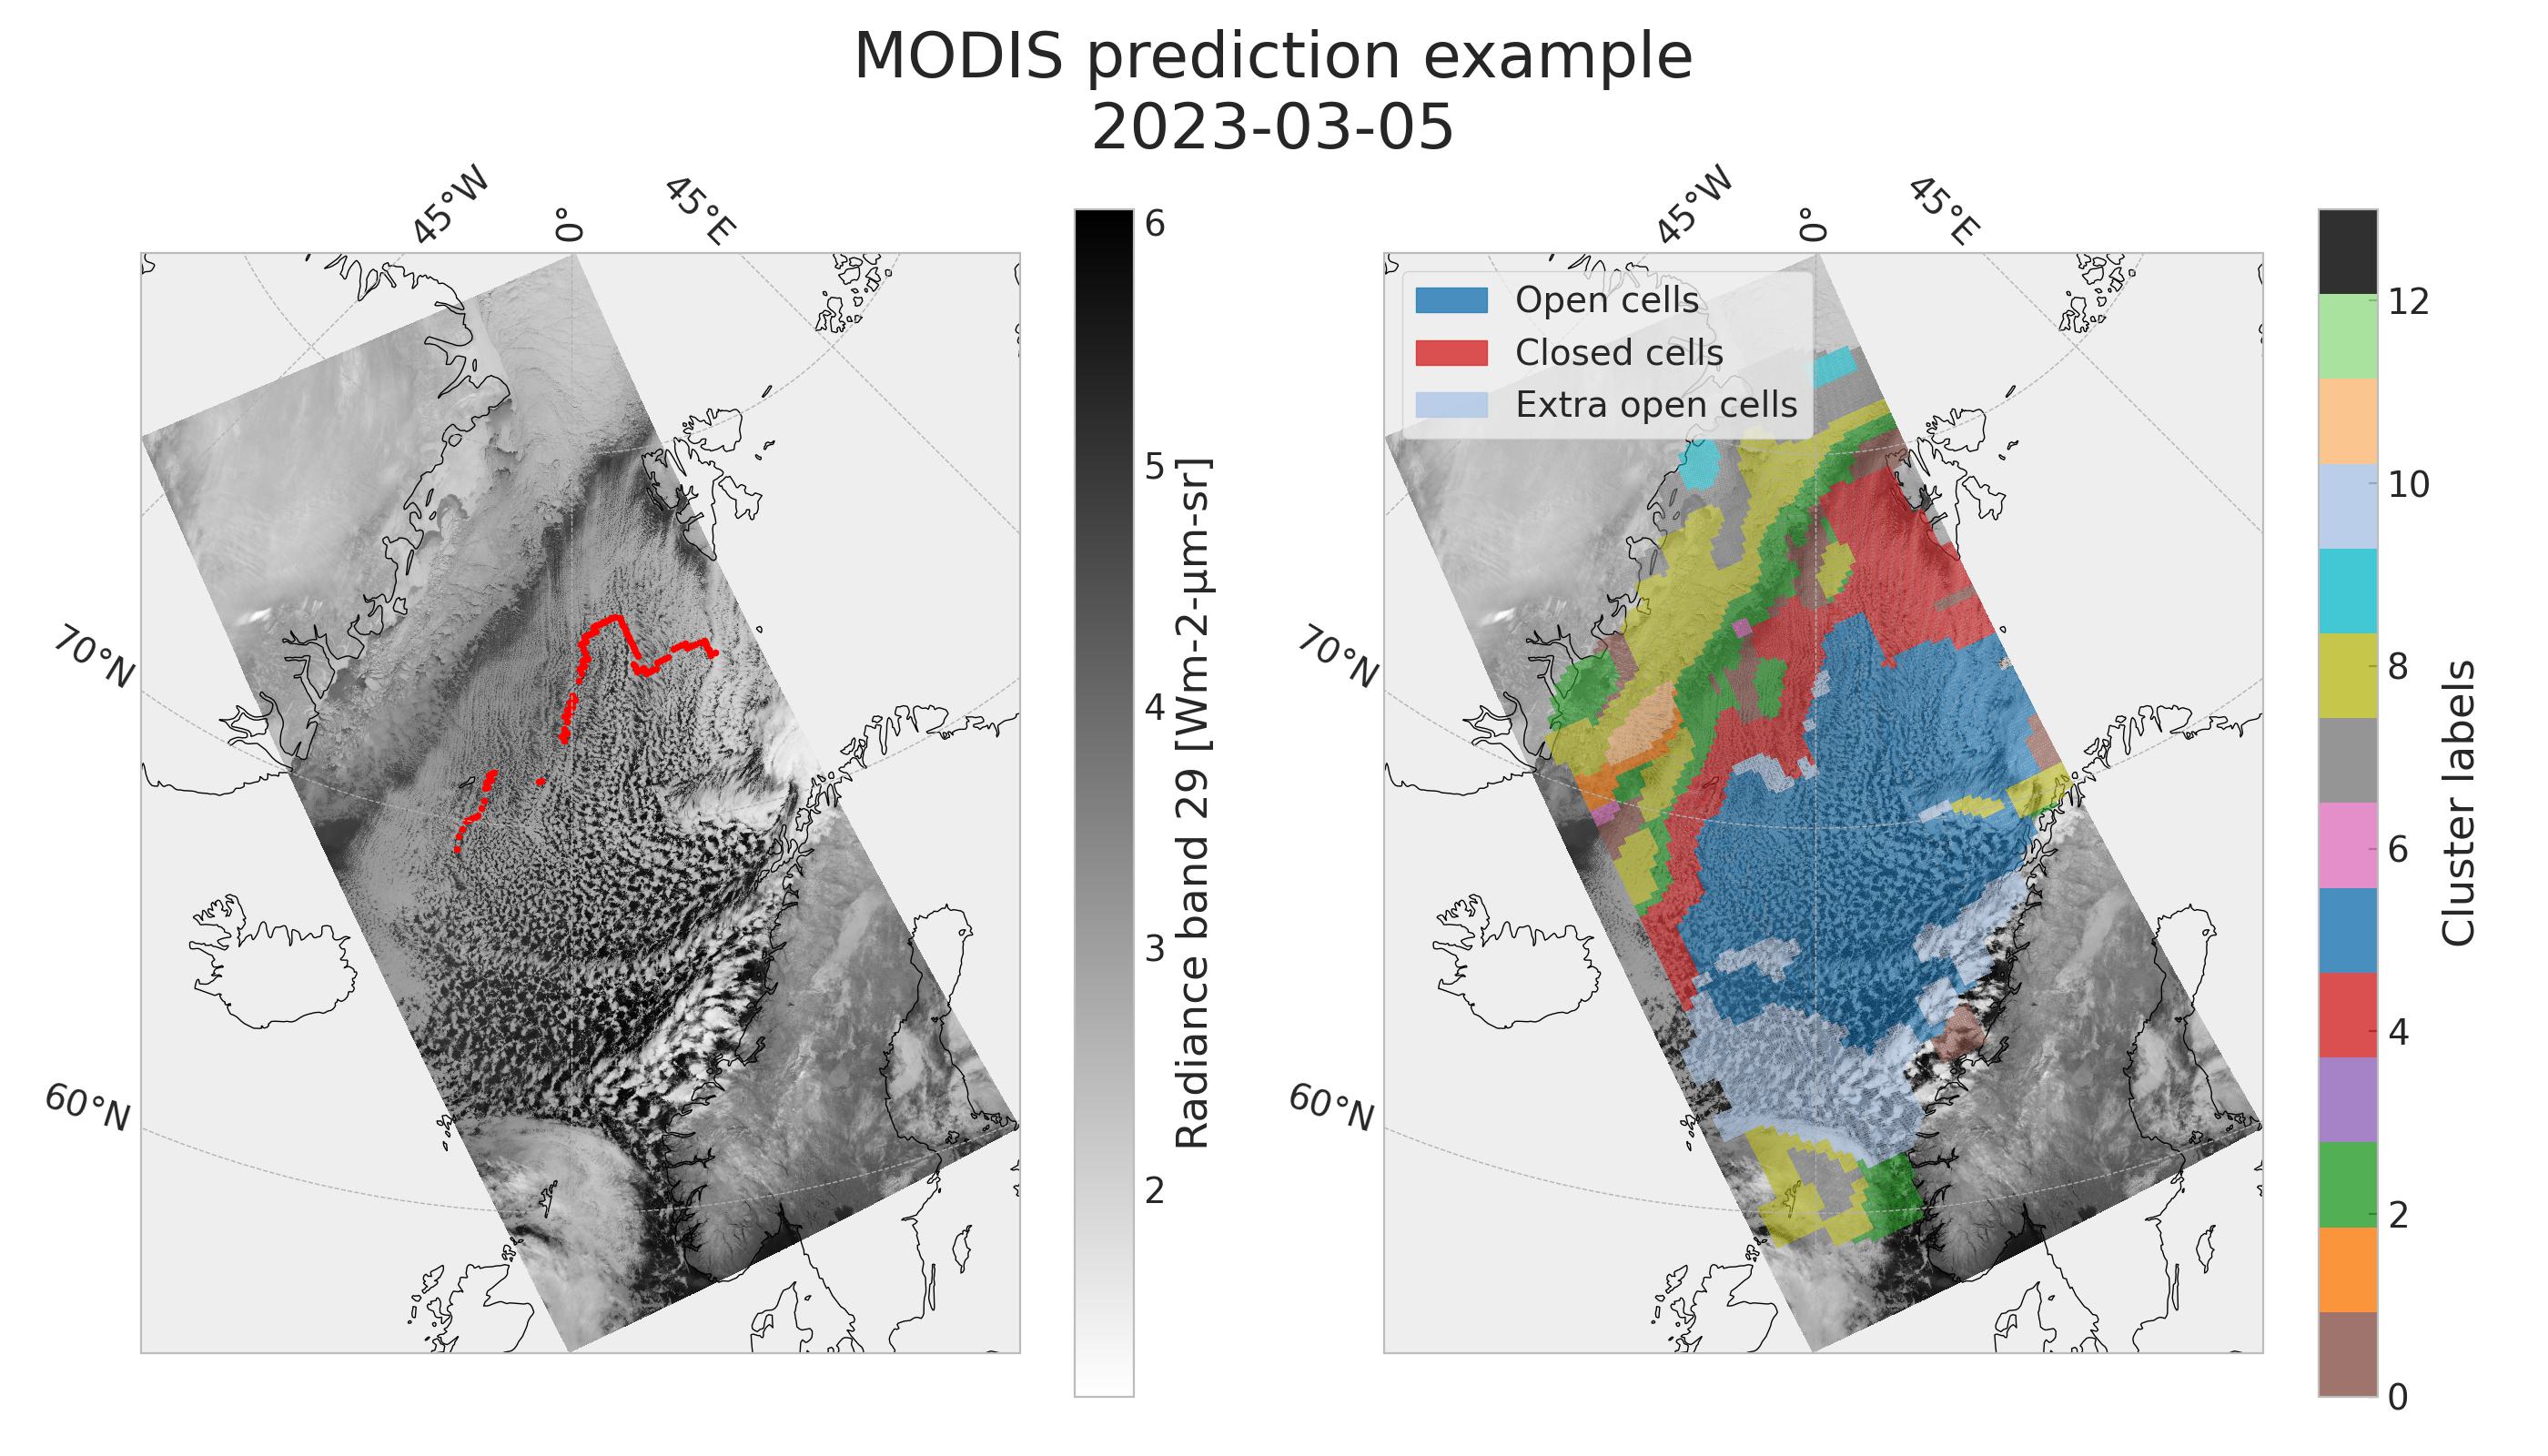 MODIS prediction example
2023-03-05
45°W
0°
45°E
70°N
60°N
6
5
4
3
2
Radiance band 29 [Wm-2-μm-sr]
45°W
0°
45°E
70°N
60°N
Open cells
Closed cells
Extra open cells
12
10
8
6
4
2
0
Cluster labels